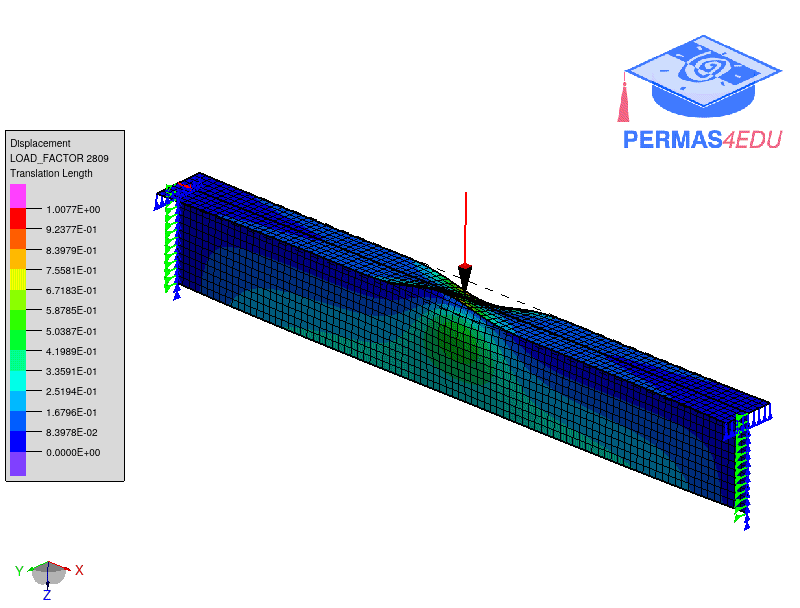 PERMAS4EDU
Displacement
LOAD_FACTOR 2809
Translation Length
1.0077E+00
9.2377E-01
8.3979E-01
7.5581E-01
6.7183E-01
5.8785E-01
5.0387E-01
4.1989E-01
3.3591E-01
2.5194E-01
1.6796E-01
8.3978E-02
0.0000E+00
Y X
Z